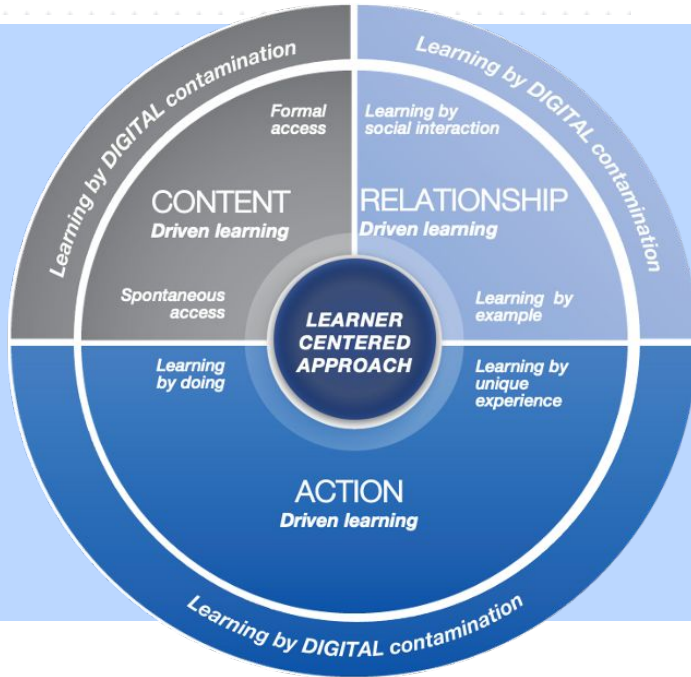 Learning by DIGITAL contamination
Learning by DIGITAL contamination
Formal
access
Learning by
social interaction
CONTENT
Driven learning
RELATIONSHIP
Driven learning
Spontaneous
access
Learning by
example
LEARNER
CENTERED
APPROACH
Learning
by doing
Learning by
unique
experience
ACTION
Driven learning
Learning by DIGITAL contamination